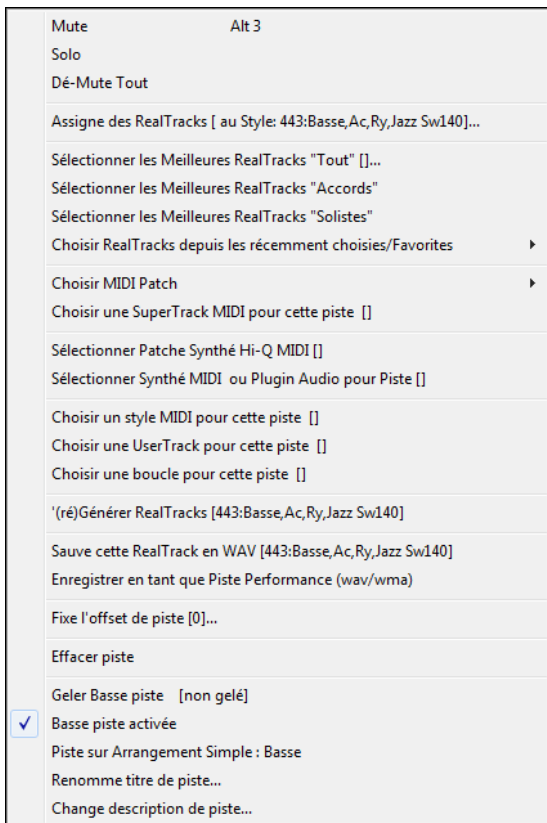 Mute Alt 3
Solo
Dé-Mute Tout
Assigne des RealTracks [ au Style: 443:Basse,Ac,Ry,Jazz Sw140]...
Sélectionner les Meilleures RealTracks "Tout" []...
Sélectionner les Meilleures RealTracks "Accords"
Sélectionner les Meilleures RealTracks "Solistes"
Choisir RealTracks depuis les récemment choisies/Favorites
Choisir MIDI Patch
Choisir une SuperTrack MIDI pour cette piste []
Sélectionner Patche Synthé Hi-Q MIDI []
Sélectionner Synthé MIDI ou Plugin Audio pour Piste []
Choisir un style MIDI pour cette piste []
Choisir une UserTrack pour cette piste []
Choisir une boucle pour cette piste []
'(ré)Générer RealTracks [443:Basse,Ac,Ry,Jazz Sw140]
Sauve cette RealTrack en WAV [443:Basse,Ac,Ry,Jazz Sw140]
Enregistrer en tant que Piste Performance (wav/wma)
Fixe l'offset de piste [0]...
Effacer piste
Geler Basse piste [non gelé]
Basse piste activée
Piste sur Arrangement Simple : Basse
Renomme titre de piste...
Change description de piste...